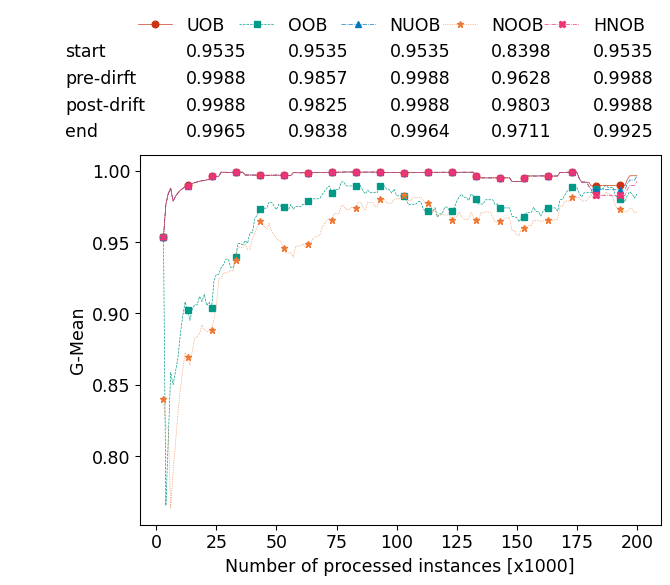 UOB OOB NUOB NOOB HNOB
start 0.9535 0.9535 0.9535 0.8398 0.9535
pre-dirft 0.9988 0.9857 0.9988 0.9628 0.9988
post-drift 0.9988 0.9825 0.9988 0.9803 0.9988
end 0.9965 0.9838 0.9964 0.9711 0.9925
1.00
0.95
0.90
0.85
0.80
G-Mean
0 25 50 75 100 125 150 175 200
Number of processed instances [x1000]